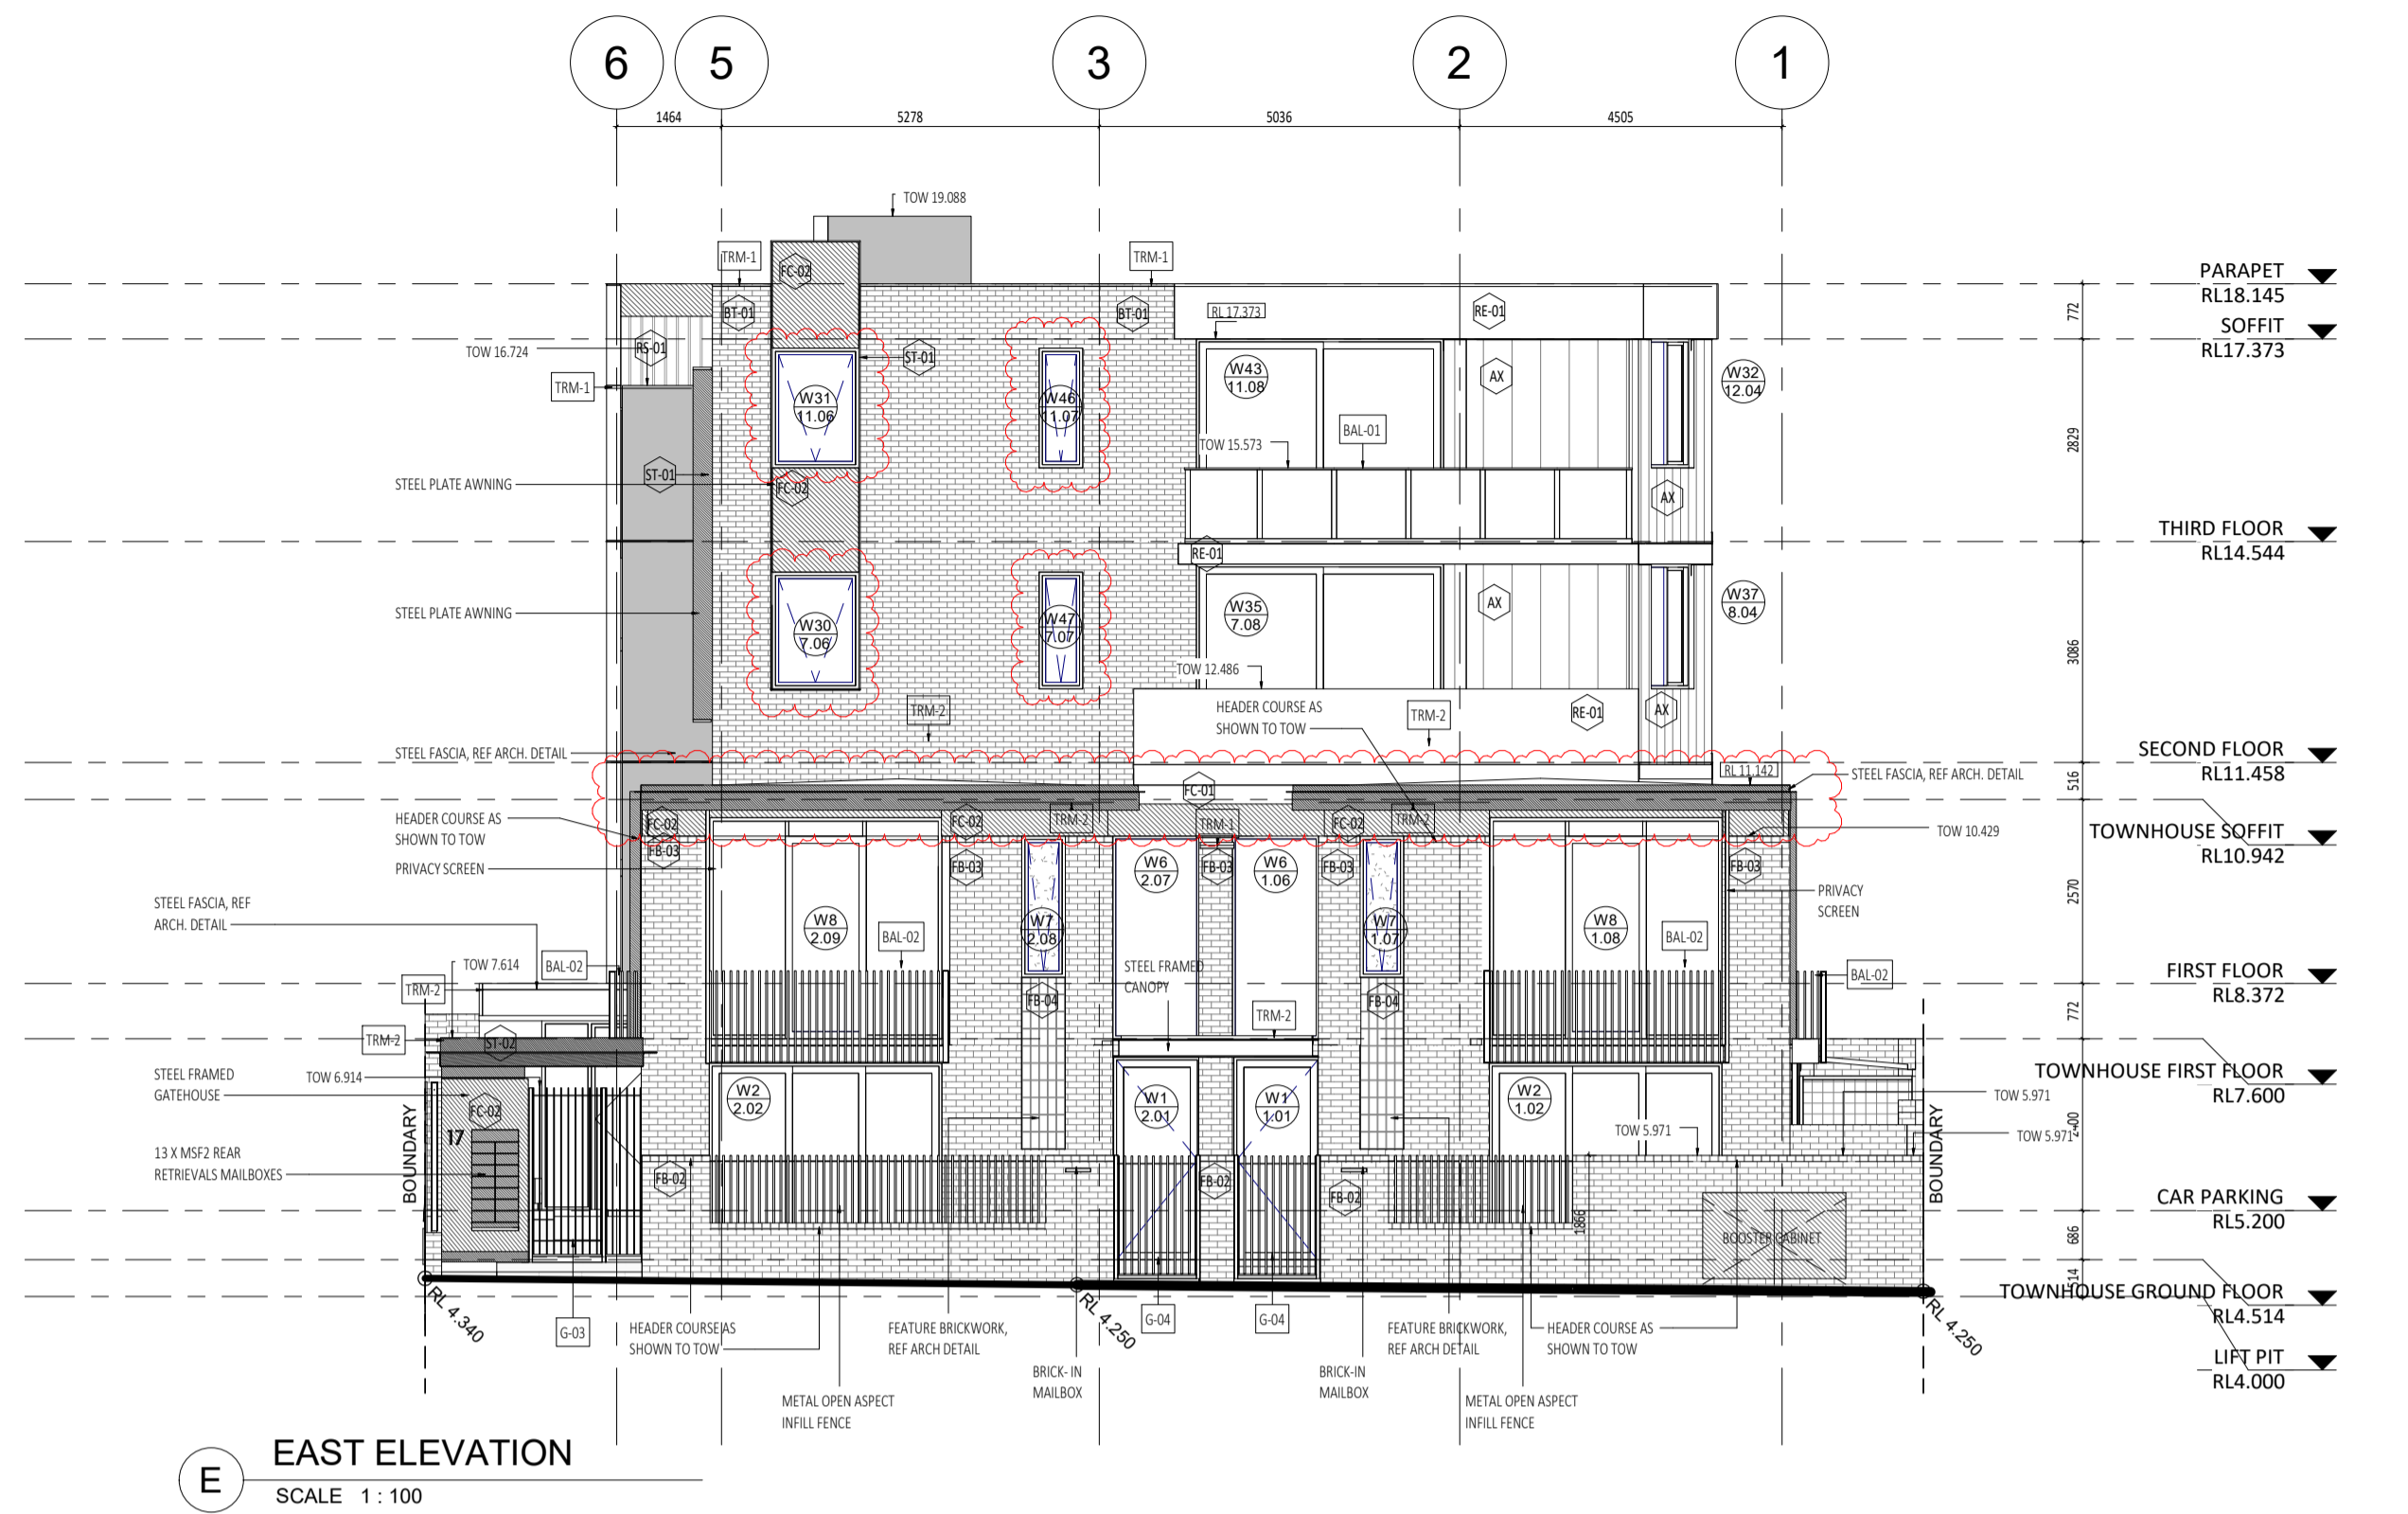 6
5
3
2
1
1464
5278
5036
4505
TOW 19.088
TRM-1
FC-02
TRM-1
PARAPET
RL18.145
BT-01
BT-01
RL 17.373
RE-01
772
SOFFIT
RL17.373
TOW 16.724
RS-01
ST-01
TRM-1
W31
11.06
W46
11.07
W43
11.08
AX
W32
12.04
TOW 15.573
BAL-01
2829
STEEL PLATE AWNING
ST-01
FC-02
AX
THIRD FLOOR
RL14.544
RE-01
STEEL PLATE AWNING
W30
7.06
W47
7.07
W35
7.08
AX
W37
8.04
3086
TOW 12.486
TRM-2
HEADER COURSE AS
SHOWN TO TOW
TRM-2
RE-01
AX
STEEL FASCIA, REF ARCH. DETAIL
SECOND FLOOR
RL11.458
RL 11.142
STEEL FASCIA, REF ARCH. DETAIL
516
FC-01
HEADER COURSE AS
SHOWN TO TOW
FC-02
FC-02
TRM-2
TRM-1
FC-02
TRM-2
TOW 10.429
TOWNHOUSE SOFFIT
RL10.942
FB-03
FB-03
FB-03
FB-03
FB-03
PRIVACY SCREEN
W6
2.07
W6
1.06
PRIVACY
SCREEN
2570
STEEL FASCIA, REF
ARCH. DETAIL
W8
2.09
BAL-02
W7
2.08
W7
1.07
W8
1.08
BAL-02
TOW 7.614
BAL-02
STEEL FRAMED
CANOPY
BAL-02
FIRST FLOOR
RL8.372
TRM-2
FB-04
FB-04
TRM-2
772
TRM-2
ST-02
STEEL FRAMED
GATEHOUSE
TOW 6.914
TOWNHOUSE FIRST FLOOR
RL7.600
W2
2.02
W1
2.01
W1
1.01
W2
1.02
TOW 5.971
FC-02
17
BOUNDARY
TOW 5.971
TOW 5.971
2400
BOUNDARY
13 X MSF2 REAR
RETRIEVALS MAILBOXES
FB-02
FB-02
FB-02
CAR PARKING
RL5.200
1866
BOOSTER CABINET
686
514
TOWNHOUSE GROUND FLOOR
RL4.514
RL 4.340
RL 4.250
RL 4.250
G-03
HEADER COURSE AS
SHOWN TO TOW
FEATURE BRICKWORK,
REF ARCH DETAIL
G-04
G-04
FEATURE BRICKWORK,
REF ARCH DETAIL
HEADER COURSE AS
SHOWN TO TOW
LIFT PIT
RL4.000
BRICK- IN
MAILBOX
BRICK-IN
MAILBOX
METAL OPEN ASPECT
INFILL FENCE
METAL OPEN ASPECT
INFILL FENCE
E
EAST ELEVATION
SCALE 1 : 100